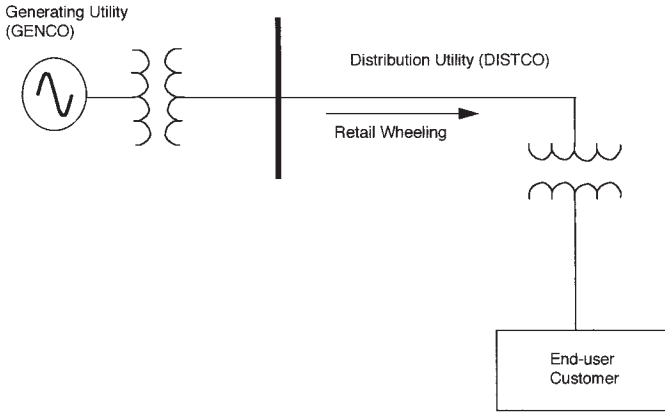 Generating Utility
(GENCO)
Distribution Utility (DISTCO)
Retail Wheeling
End-user
Customer